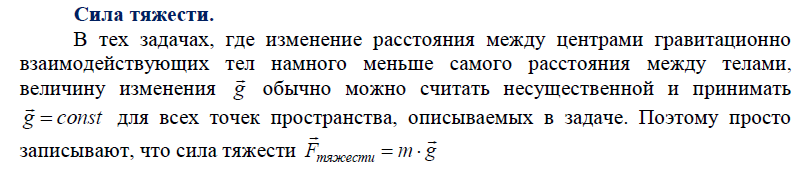 Сила тяжести.
В тех задачах, где изменение расстояния между центрами гравитационно
взаимодействующих тел намного меньше самого расстояния между телами,
величину изменения g⃗ обычно можно считать несущественной и принимать
g⃗ = const для всех точек пространства, описываемых в задаче. Поэтому просто
записывают, что сила тяжести F⃗тяжести = m · g⃗